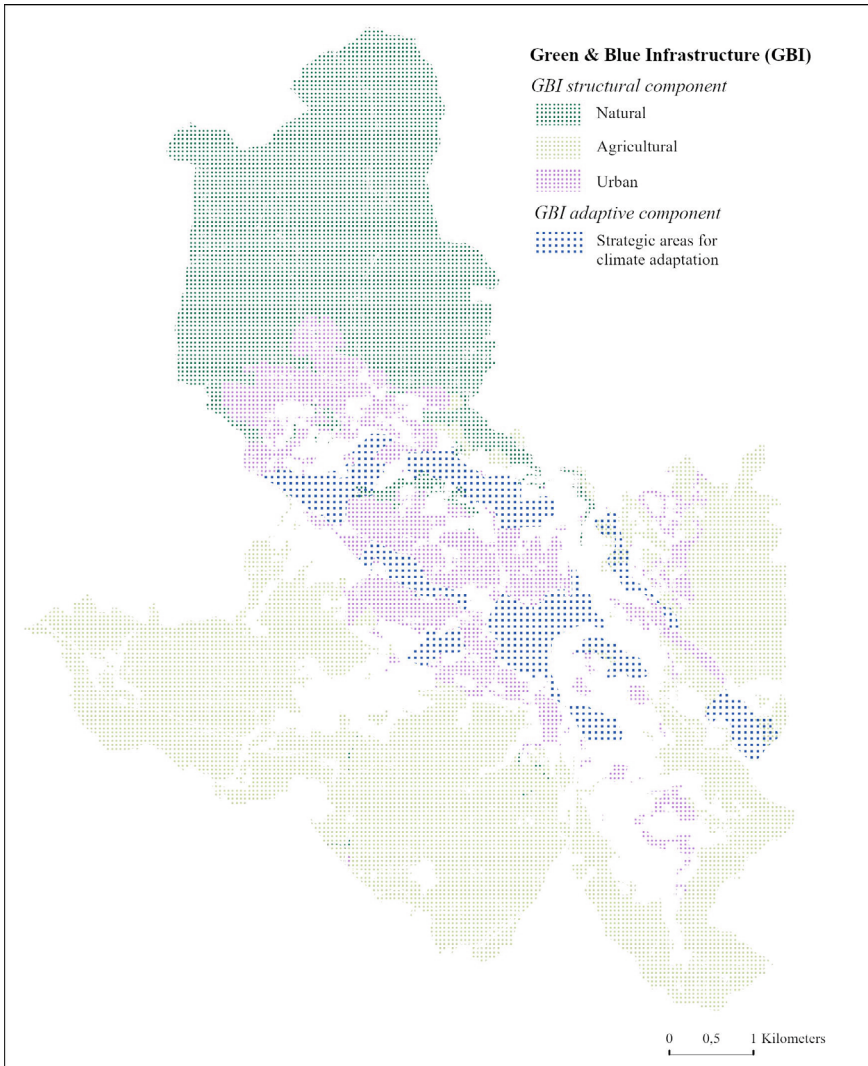 Green & Blue Infrastructure (GBI)
GBI structural component
Natural
Agricultural
Urban
GBI adaptive component
Strategic areas for
climate adaptation
0 0,5 1 Kilometers